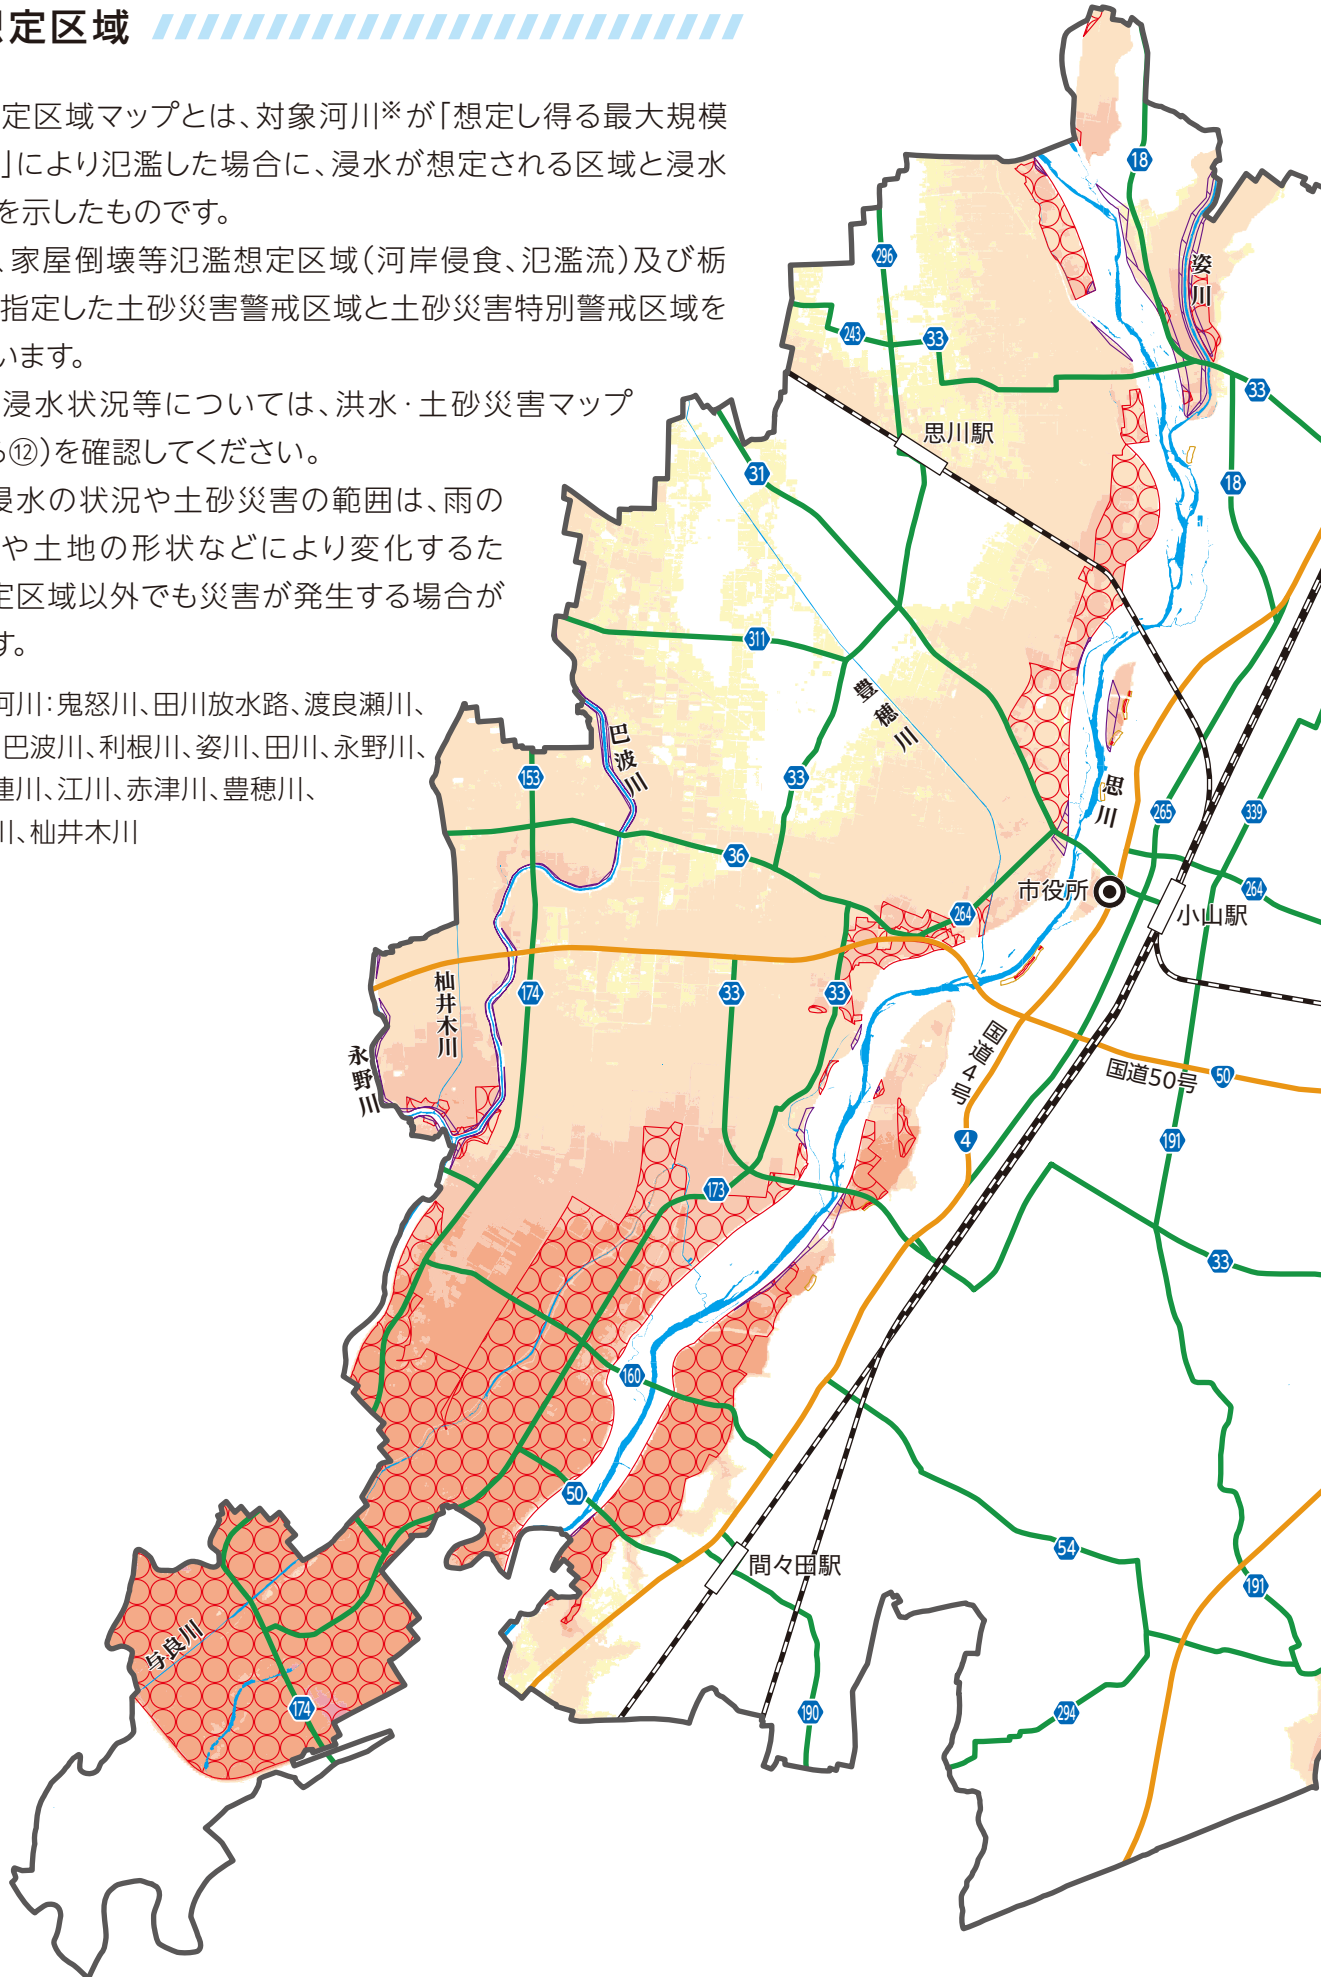 想定区域
定区域マップとは、対象河川※が「想定し得る最大規模
」により氾濫した場合に、浸水が想定される区域と浸水
を示したものです。
、家屋倒壊等氾濫想定区域(河岸侵食、氾濫流)及び栃
指定した土砂災害警戒区域と土砂災害特別警戒区域を
います。
浸水状況等については、洪水・土砂災害マップ
ら⑫)を確認してください。
浸水の状況や土砂災害の範囲は、雨の
や土地の形状などにより変化するた
定区域以外でも災害が発生する場合が
す。
河川:鬼怒川、田川放水路、渡良瀬川、
巴波川、利根川、姿川、田川、永野川、
連川、江川、赤津川、豊穂川、
川、杣井木川
18
296
姿川
243
33
33
思川駅
31
18
311
豊穂川
巴波川
153
33
思川
265
339
36
市役所
264
264
小山駅
杣井木川
174
33
33
永野川
国道4号
国道50号
50
4
191
173
33
160
50
54
間々田駅
191
与良川
174
190
294